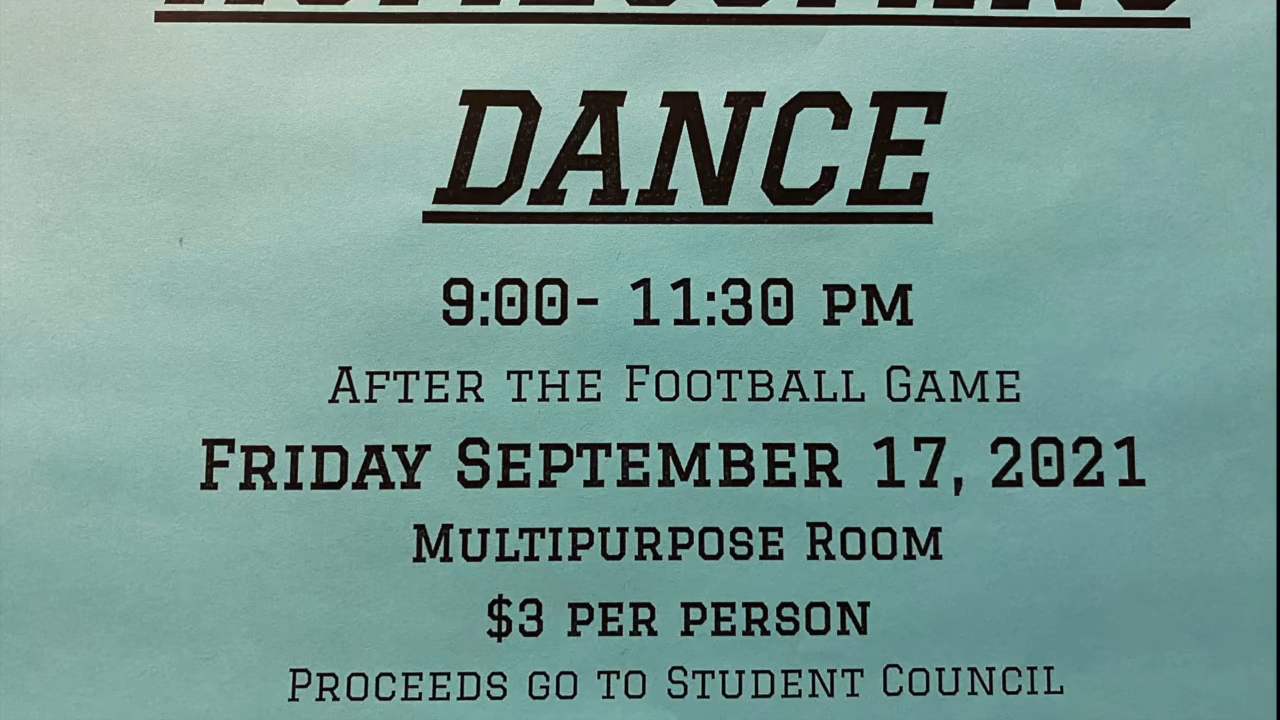 HOMECOMING
DANCE
9:00- 11:30 PM
After the Football Game
Friday September 17, 2021
Multipurpose Room
$3 per person
Proceeds go to Student Council